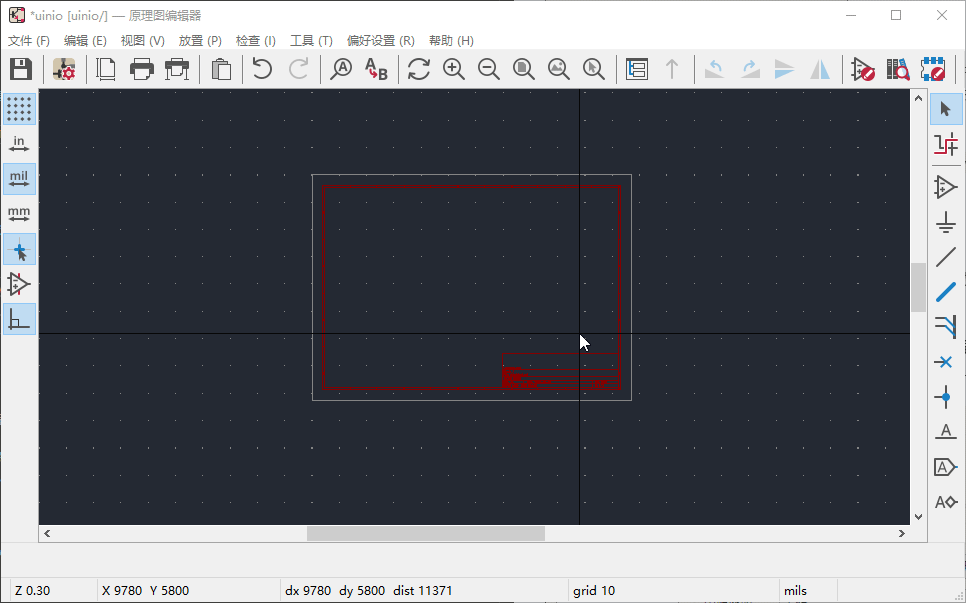 *uinio [uinio/] — 原理图编辑器
文件 (F) 编辑 (E) 视图 (V) 放置 (P) 检查 (I) 工具 (T) 偏好设置 (R) 帮助 (H)
A A B
in
mil
mm
A
A
A
Z 0.30 X 9780 Y 5800 dx 9780 dy 5800 dist 11371 grid 10 mils